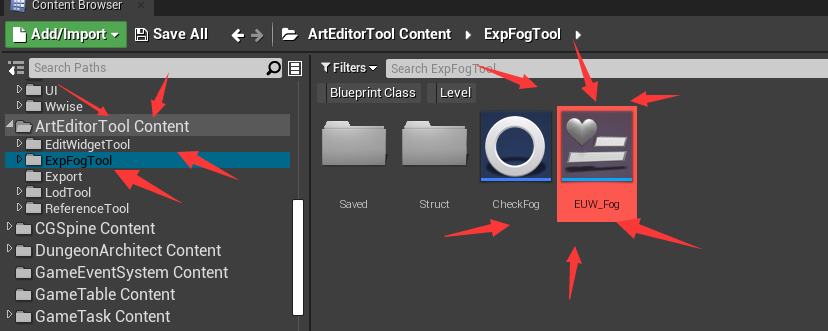 Content Browser
Add/Import Save All ArtEditorTool Content ExpFogTool
Search Paths
Filters Search ExpFogTool
Blueprint Class Level
UI
Wwise
ArtEditorTool Content
EditWidgetTool
ExpFogTool
Export
LodTool
ReferenceTool
CGSpine Content
DungeonArchitect Content
GameEventSystem Content
GameTable Content
GameTask Content
Saved Struct CheckFog EUW_Fog